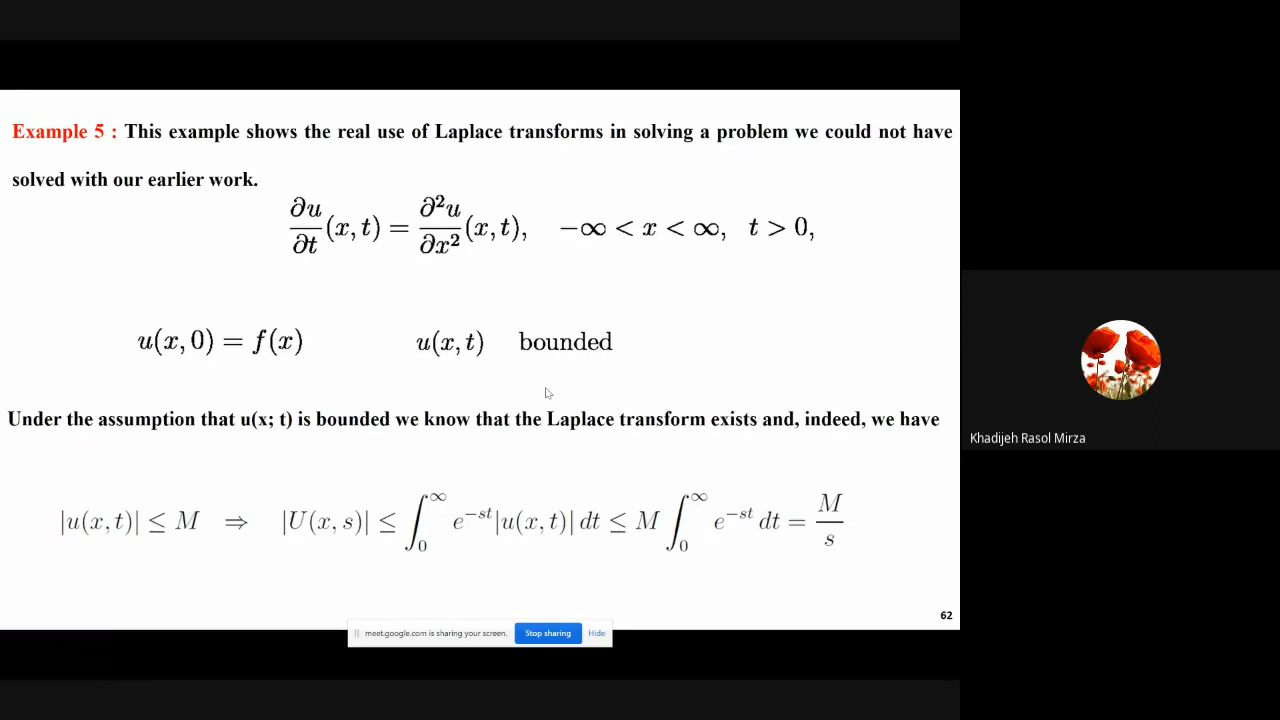 Example 5 : This example shows the real use of Laplace transforms in solving a problem we could not have
solved with our earlier work.
∂u/∂t (x, t) = ∂²u/∂x² (x, t),   −∞ < x < ∞,   t > 0,
u(x, 0) = f(x)   u(x, t)   bounded
Under the assumption that u(x; t) is bounded we know that the Laplace transform exists and, indeed, we have
|u(x, t)| ≤ M   ⇒   |U(x, s)| ≤ ∫₀^∞ e^{−st}|u(x, t)| dt ≤ M ∫₀^∞ e^{−st} dt = M/s
62
meet.google.com is sharing your screen.   Stop sharing   Hide
Khadijeh Rasol Mirza